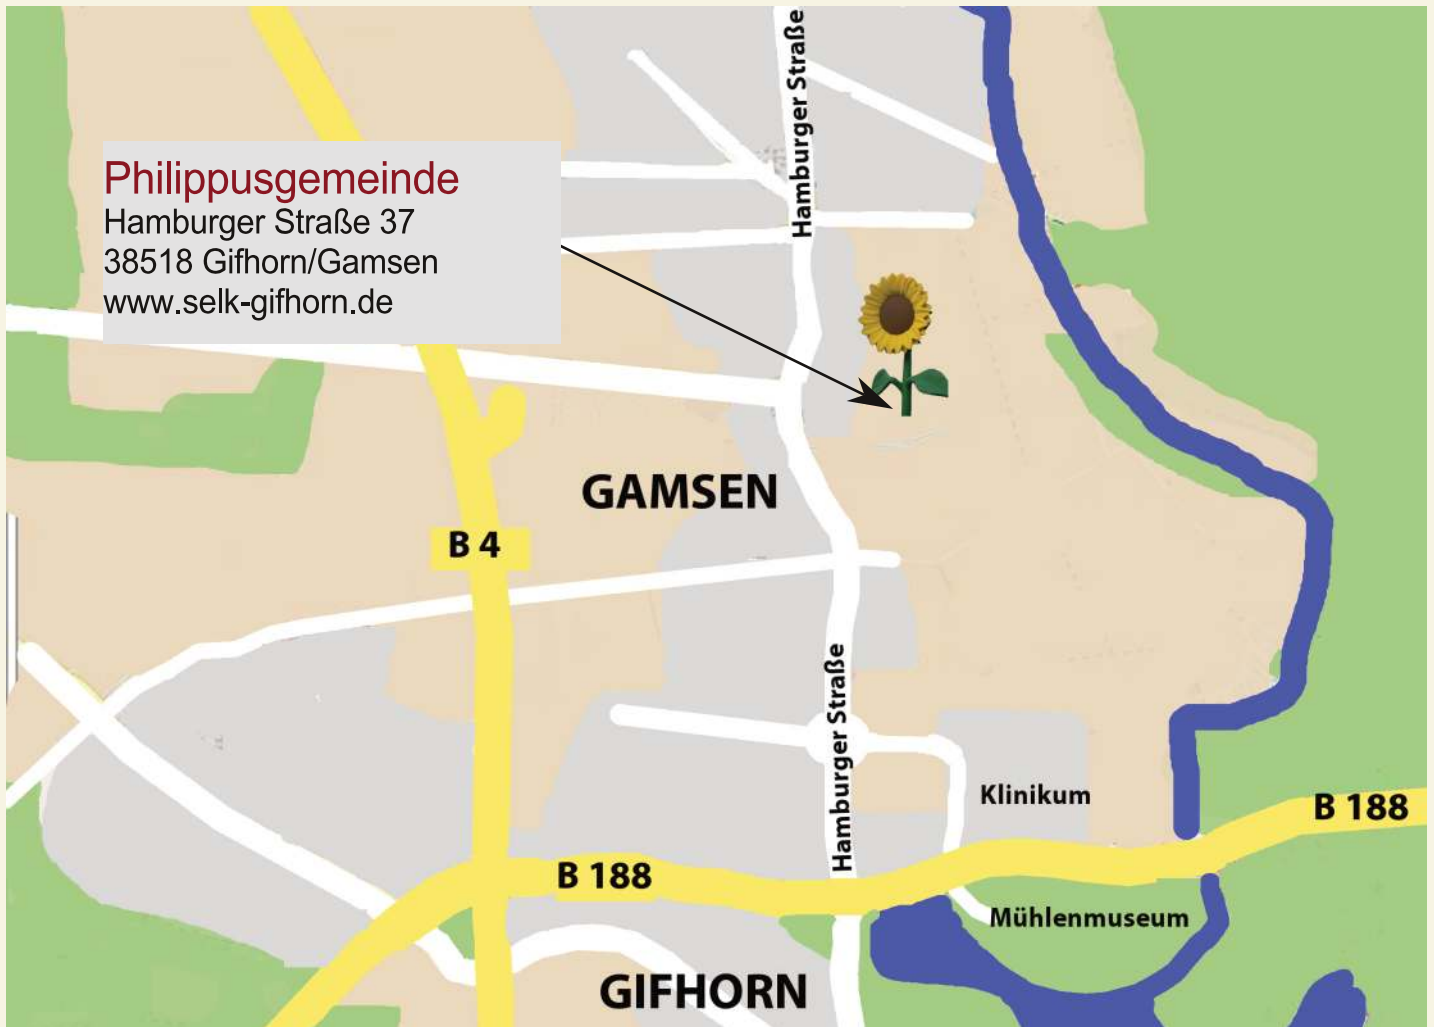 Hamburger Straße
Philippusgemeinde
Hamburger Straße 37
38518 Gifhorn/Gamsen
www.selk-gifhorn.de
GAMSEN
B 4
Hamburger Straße
Klinikum
B 188
B 188
Mühlenmuseum
GIFHORN